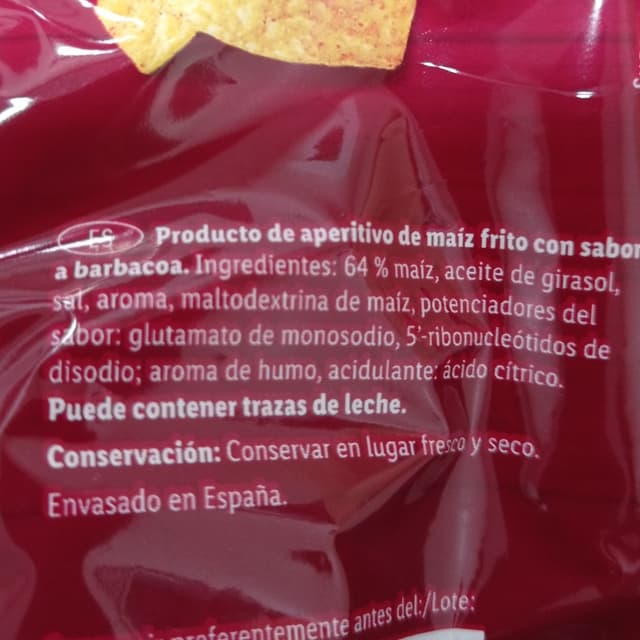 ES Producto de aperitivo de maíz frito con sabor
a barbacoa. Ingredientes: 64 % maíz, aceite de girasol,
sal, aroma, maltodextrina de maíz, potenciadores del
sabor: glutamato de monosodio, 5'-ribonucleótidos de
disodio; aroma de humo, acidulante: ácido cítrico.
Puede contener trazas de leche.
Conservación: Conservar en lugar fresco y seco.
Envasado en España.
preferentemente antes del:/Lote: